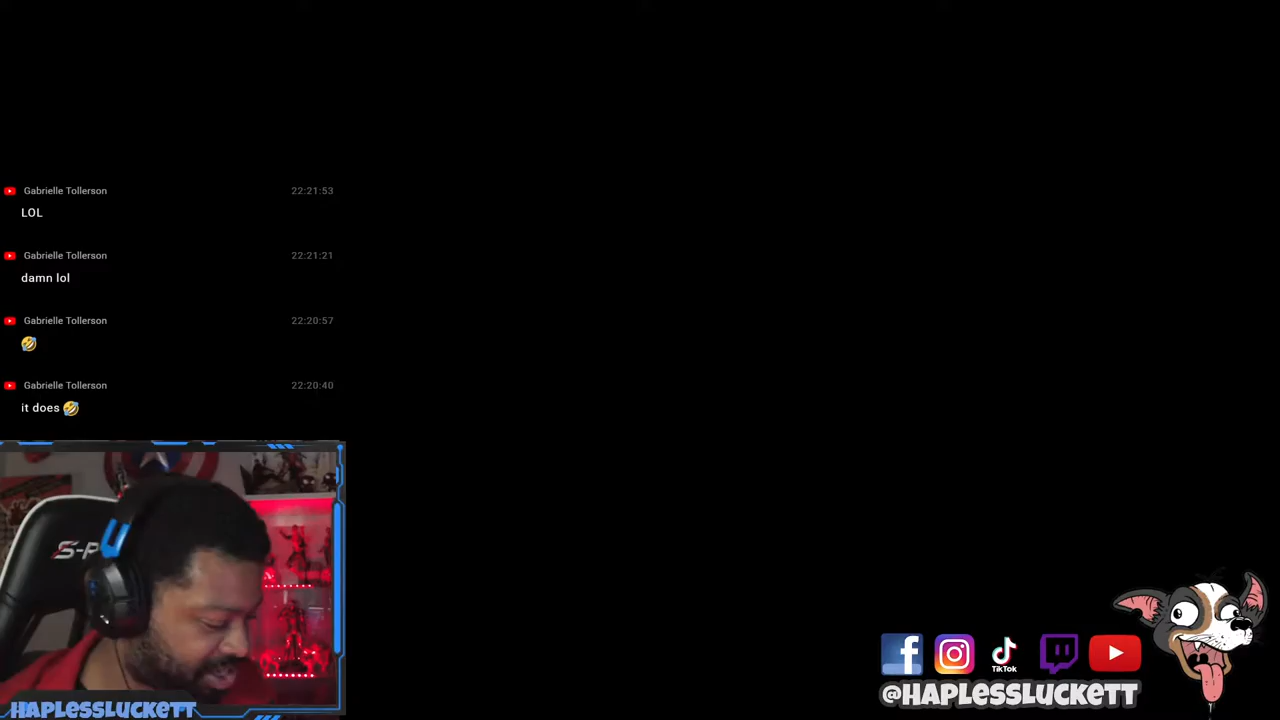 Gabrielle Tollerson 22:21:53
LOL
Gabrielle Tollerson 22:21:21
damn lol
Gabrielle Tollerson 22:20:57
🤣
Gabrielle Tollerson 22:20:40
it does 🤣
HAPLESSLUCKETT
TikTok
@HAPLESSLUCKETT